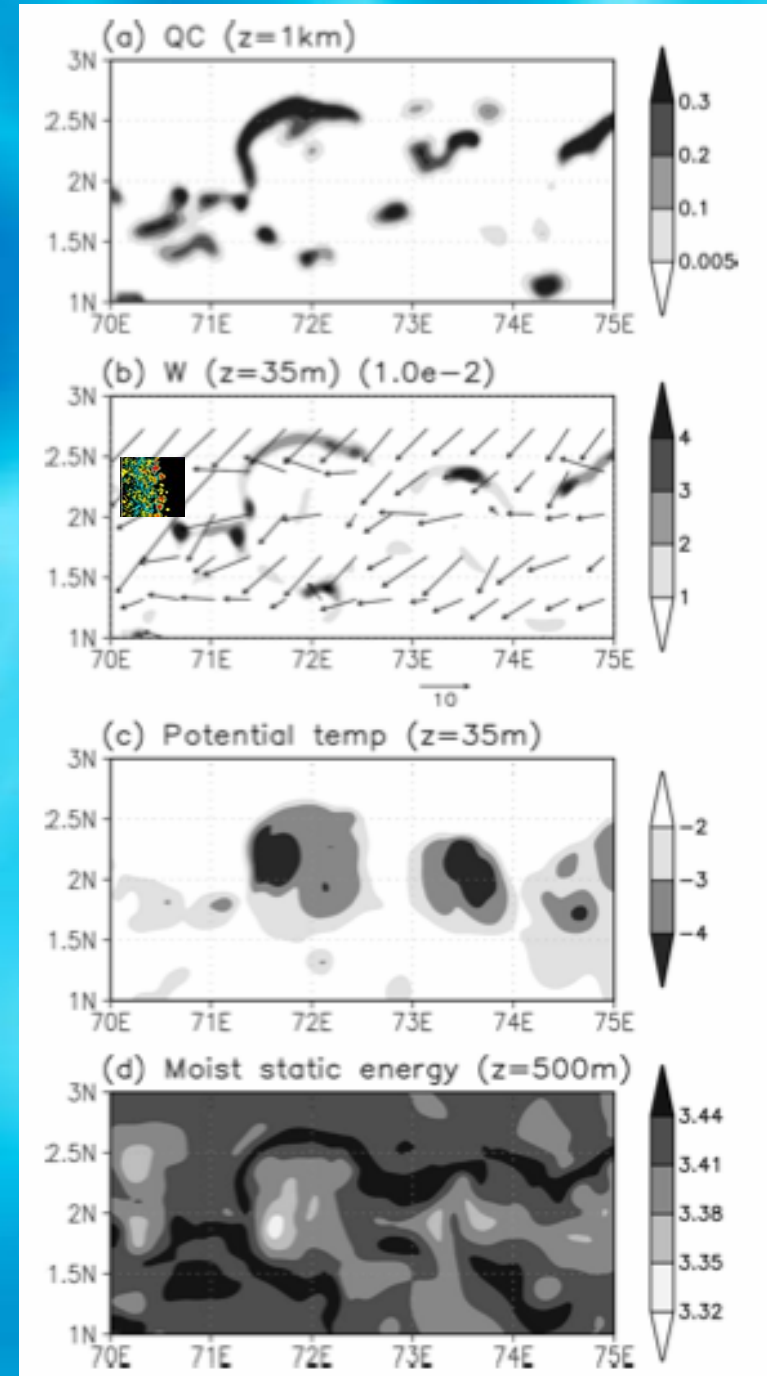 (a) QC (z=1km)
3N
2.5N
2N
1.5N
1N
70E 71E 72E 73E 74E 75E
0.3
0.2
0.1
0.005
(b) W (z=35m) (1.0e-2)
3N
2.5N
2N
1.5N
1N
70E 71E 72E 73E 74E 75E
10
4
3
2
1
(c) Potential temp (z=35m)
3N
2.5N
2N
1.5N
1N
70E 71E 72E 73E 74E 75E
-2
-3
-4
(d) Moist static energy (z=500m)
3N
2.5N
2N
1.5N
1N
70E 71E 72E 73E 74E 75E
3.44
3.41
3.38
3.35
3.32